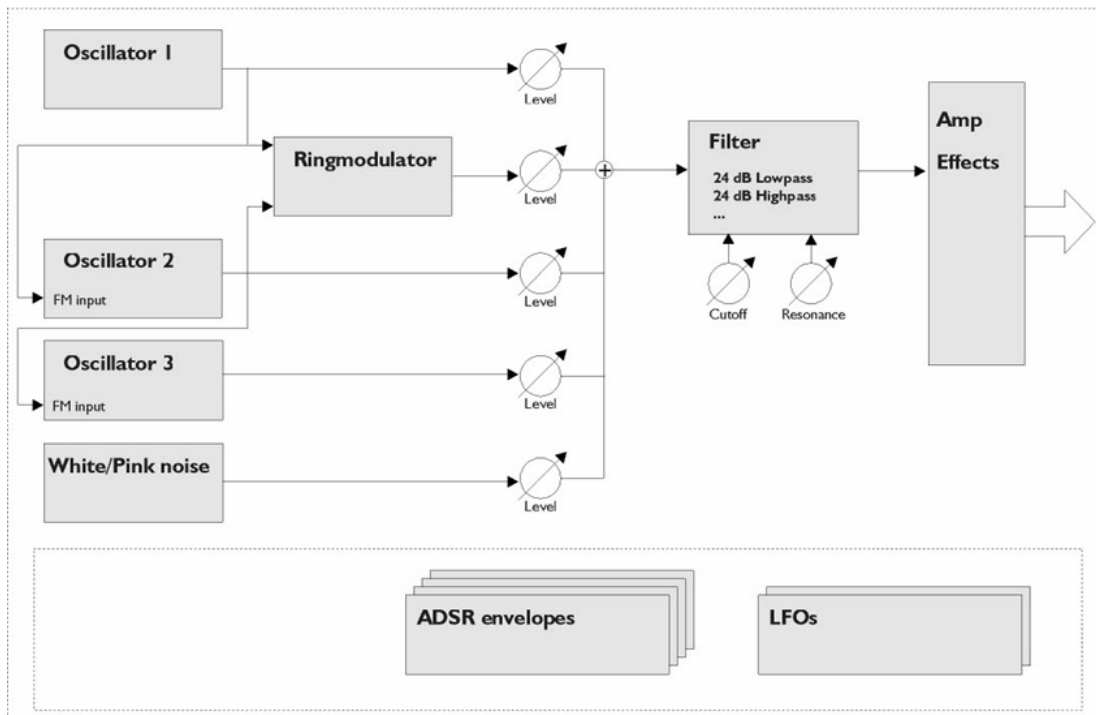 Oscillator 1
Level
Ringmodulator
Level
Filter
24 dB Lowpass
24 dB Highpass
...
Amp
Effects
Oscillator 2
FM input
Level
Cutoff
Resonance
Oscillator 3
FM input
Level
White/Pink noise
Level
ADSR envelopes
LFOs